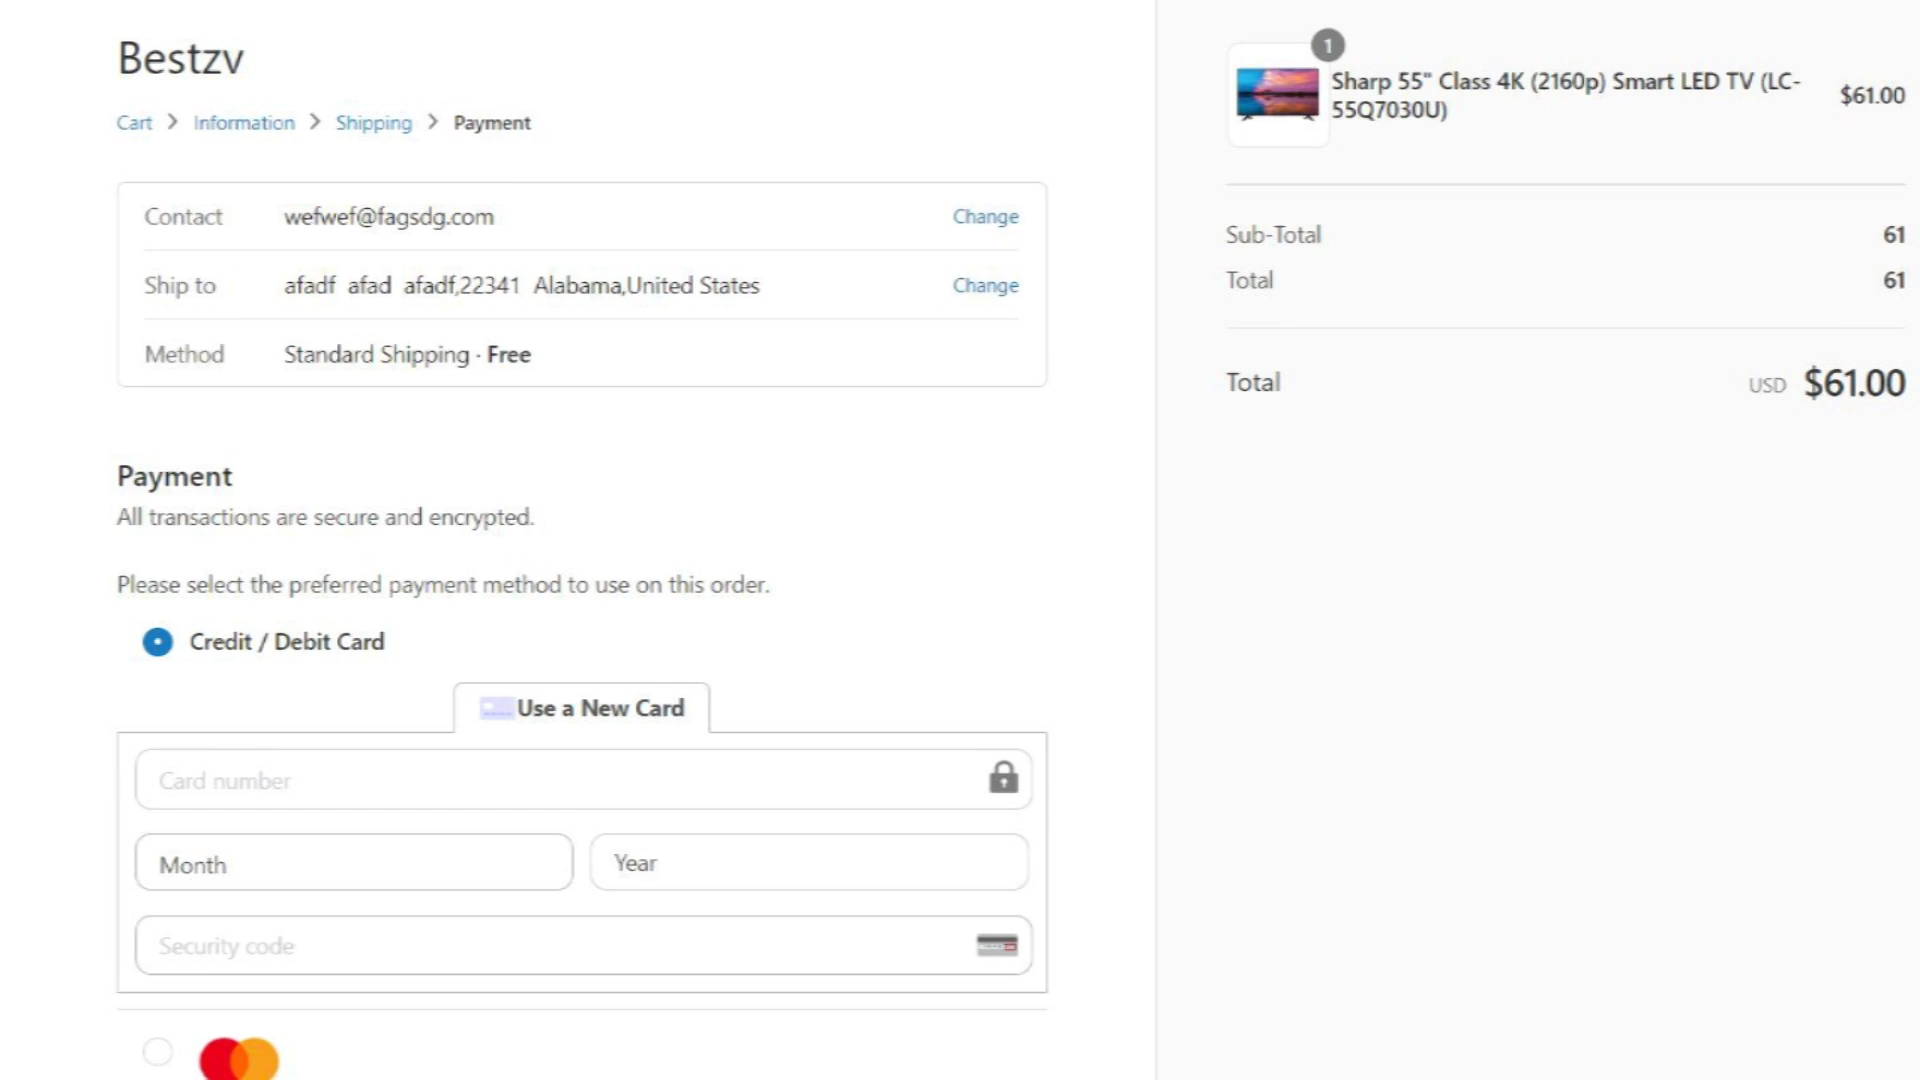 Bestzv
Cart > Information > Shipping > Payment
Contact wefwef@fagsdg.com Change
Ship to afadf afad afadf,22341 Alabama,United States Change
Method Standard Shipping · Free
Payment
All transactions are secure and encrypted.
Please select the preferred payment method to use on this order.
Credit / Debit Card
Use a New Card
Card number
Month Year
Security code
1
Sharp 55" Class 4K (2160p) Smart LED TV (LC-
55Q7030U)
$61.00
Sub-Total 61
Total 61
Total USD $61.00